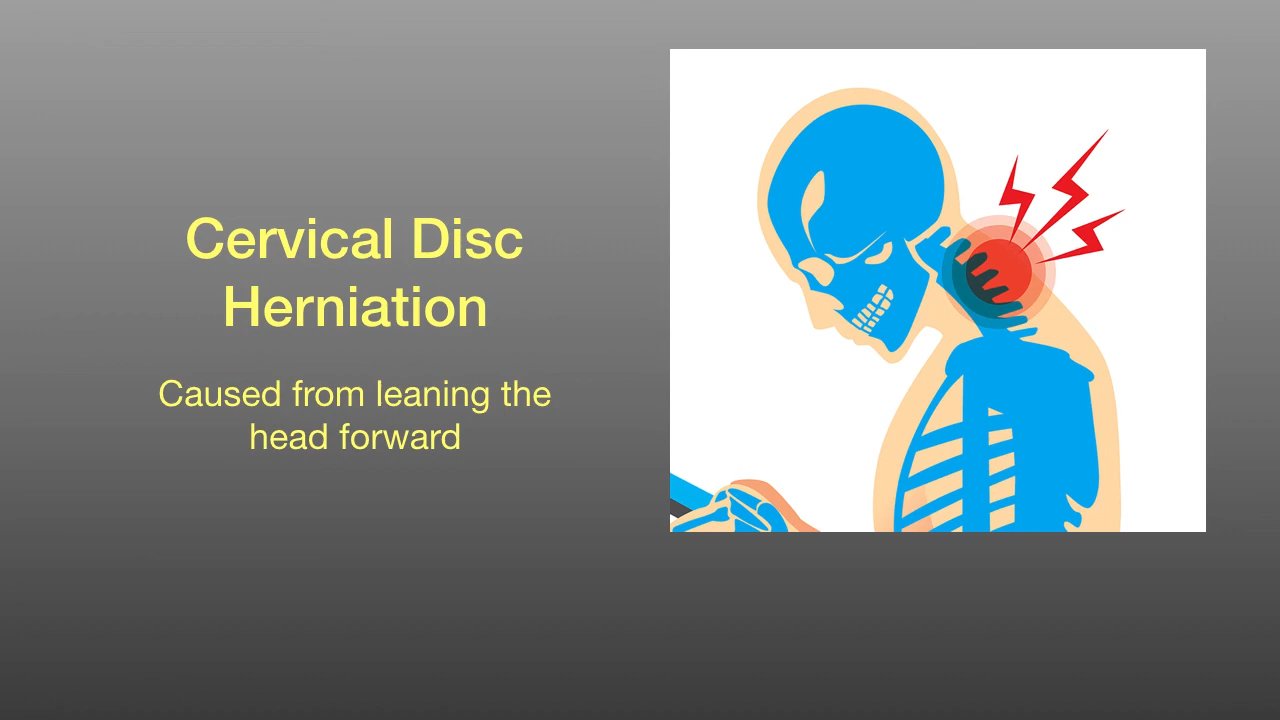 Cervical Disc
Herniation
Caused from leaning the
head forward